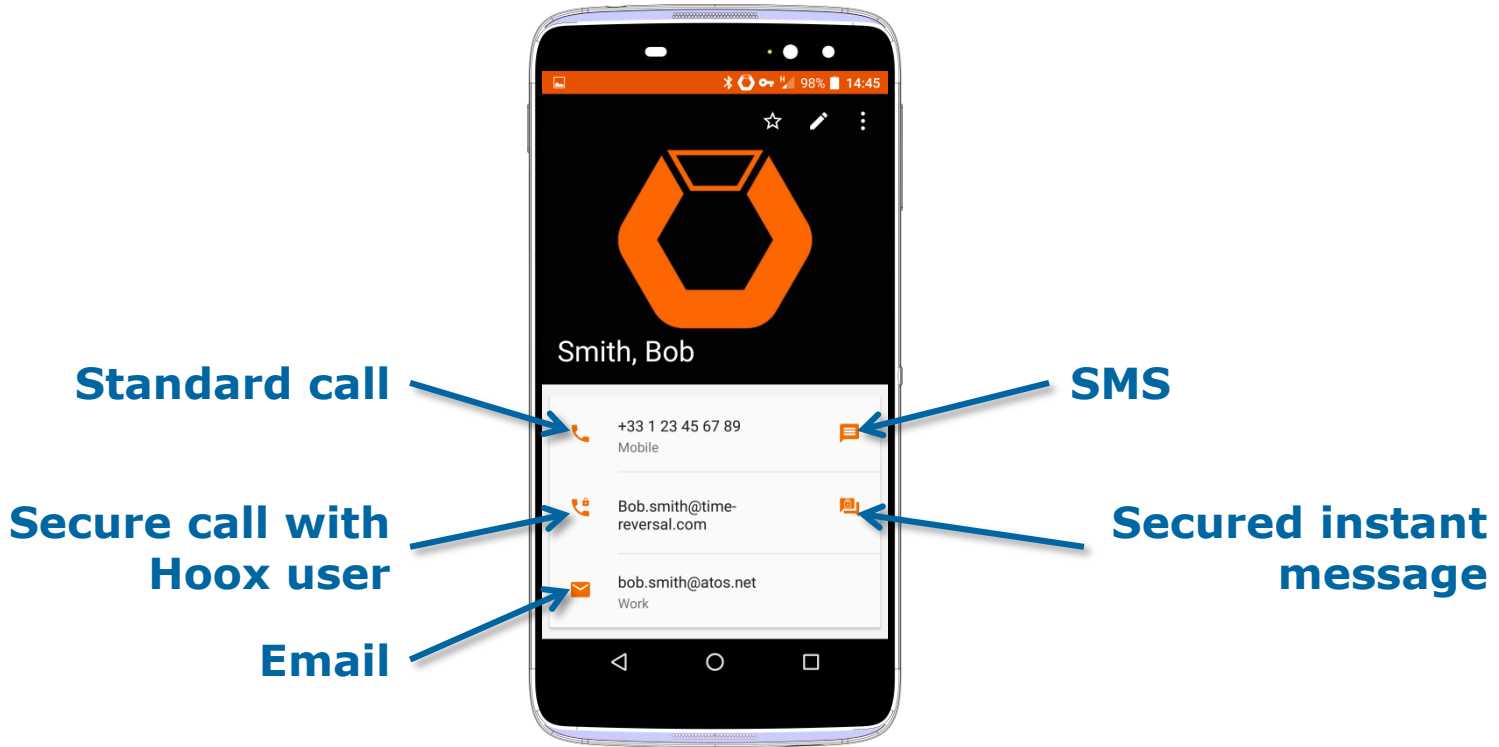 H 98% 14:45
Smith, Bob
Standard call
SMS
+33 1 23 45 67 89
Mobile
Secure call with
Hoox user
Bob.smith@time-
reversal.com
Secured instant
message
bob.smith@atos.net
Work
Email